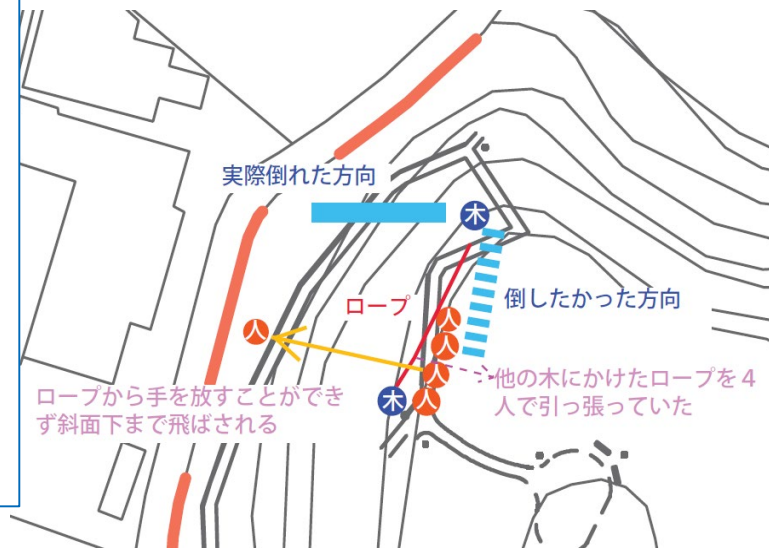 実際倒れた方向
木
ロープ
倒したかった方向
人
人
人
人
人
木
他の木にかけたロープを４
人で引っ張っていた
ロープから手を放すことができ
ず斜面下まで飛ばされる